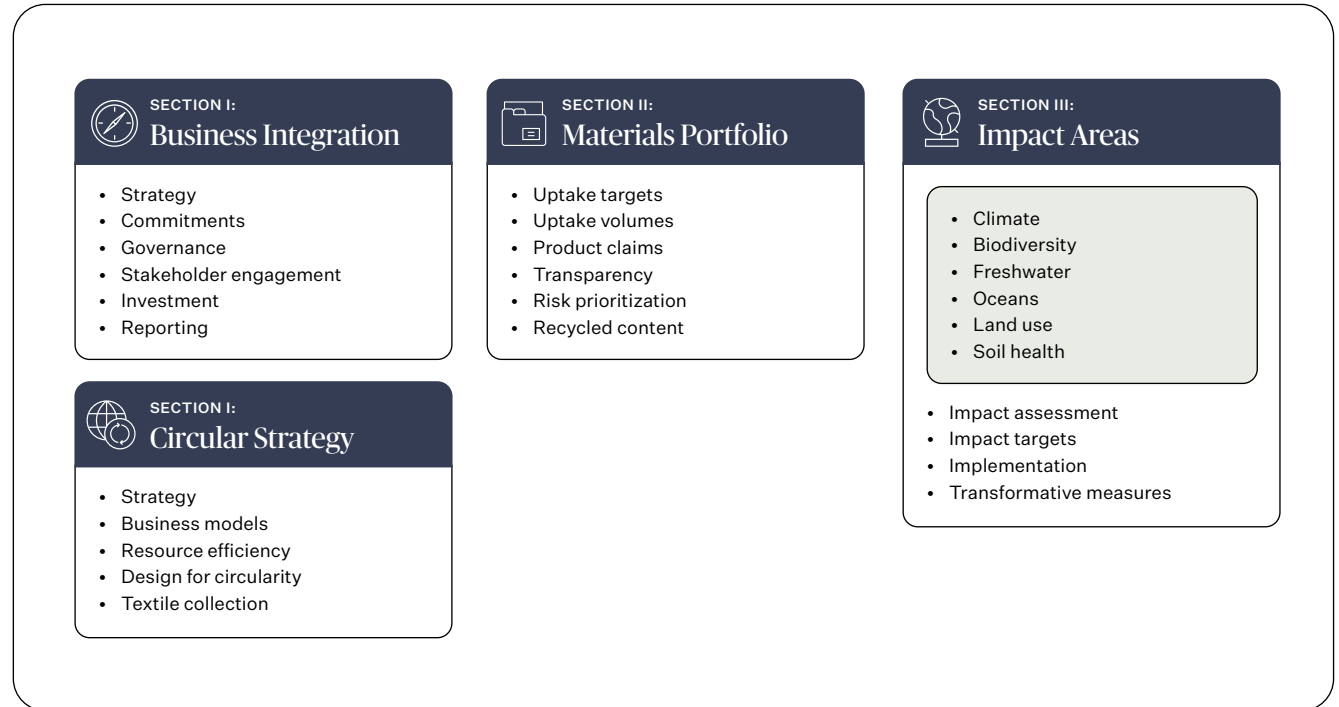 SECTION I:
Business Integration
• Strategy
• Commitments
• Governance
• Stakeholder engagement
• Investment
• Reporting
SECTION I:
Circular Strategy
• Strategy
• Business models
• Resource efficiency
• Design for circularity
• Textile collection
SECTION II:
Materials Portfolio
• Uptake targets
• Uptake volumes
• Product claims
• Transparency
• Risk prioritization
• Recycled content
SECTION III:
Impact Areas
• Climate
• Biodiversity
• Freshwater
• Oceans
• Land use
• Soil health
• Impact assessment
• Impact targets
• Implementation
• Transformative measures